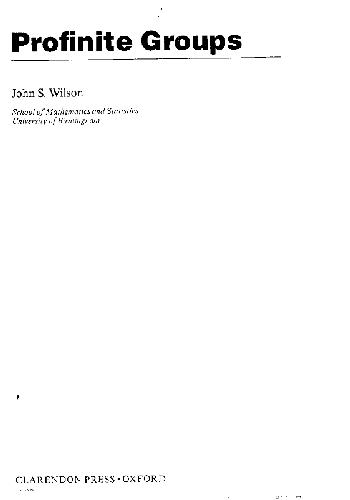 Profinite Groups
John S. Wilson
School of Mathematics and Statistics
University of Birmingham
CLARENDON PRESS • OXFORD